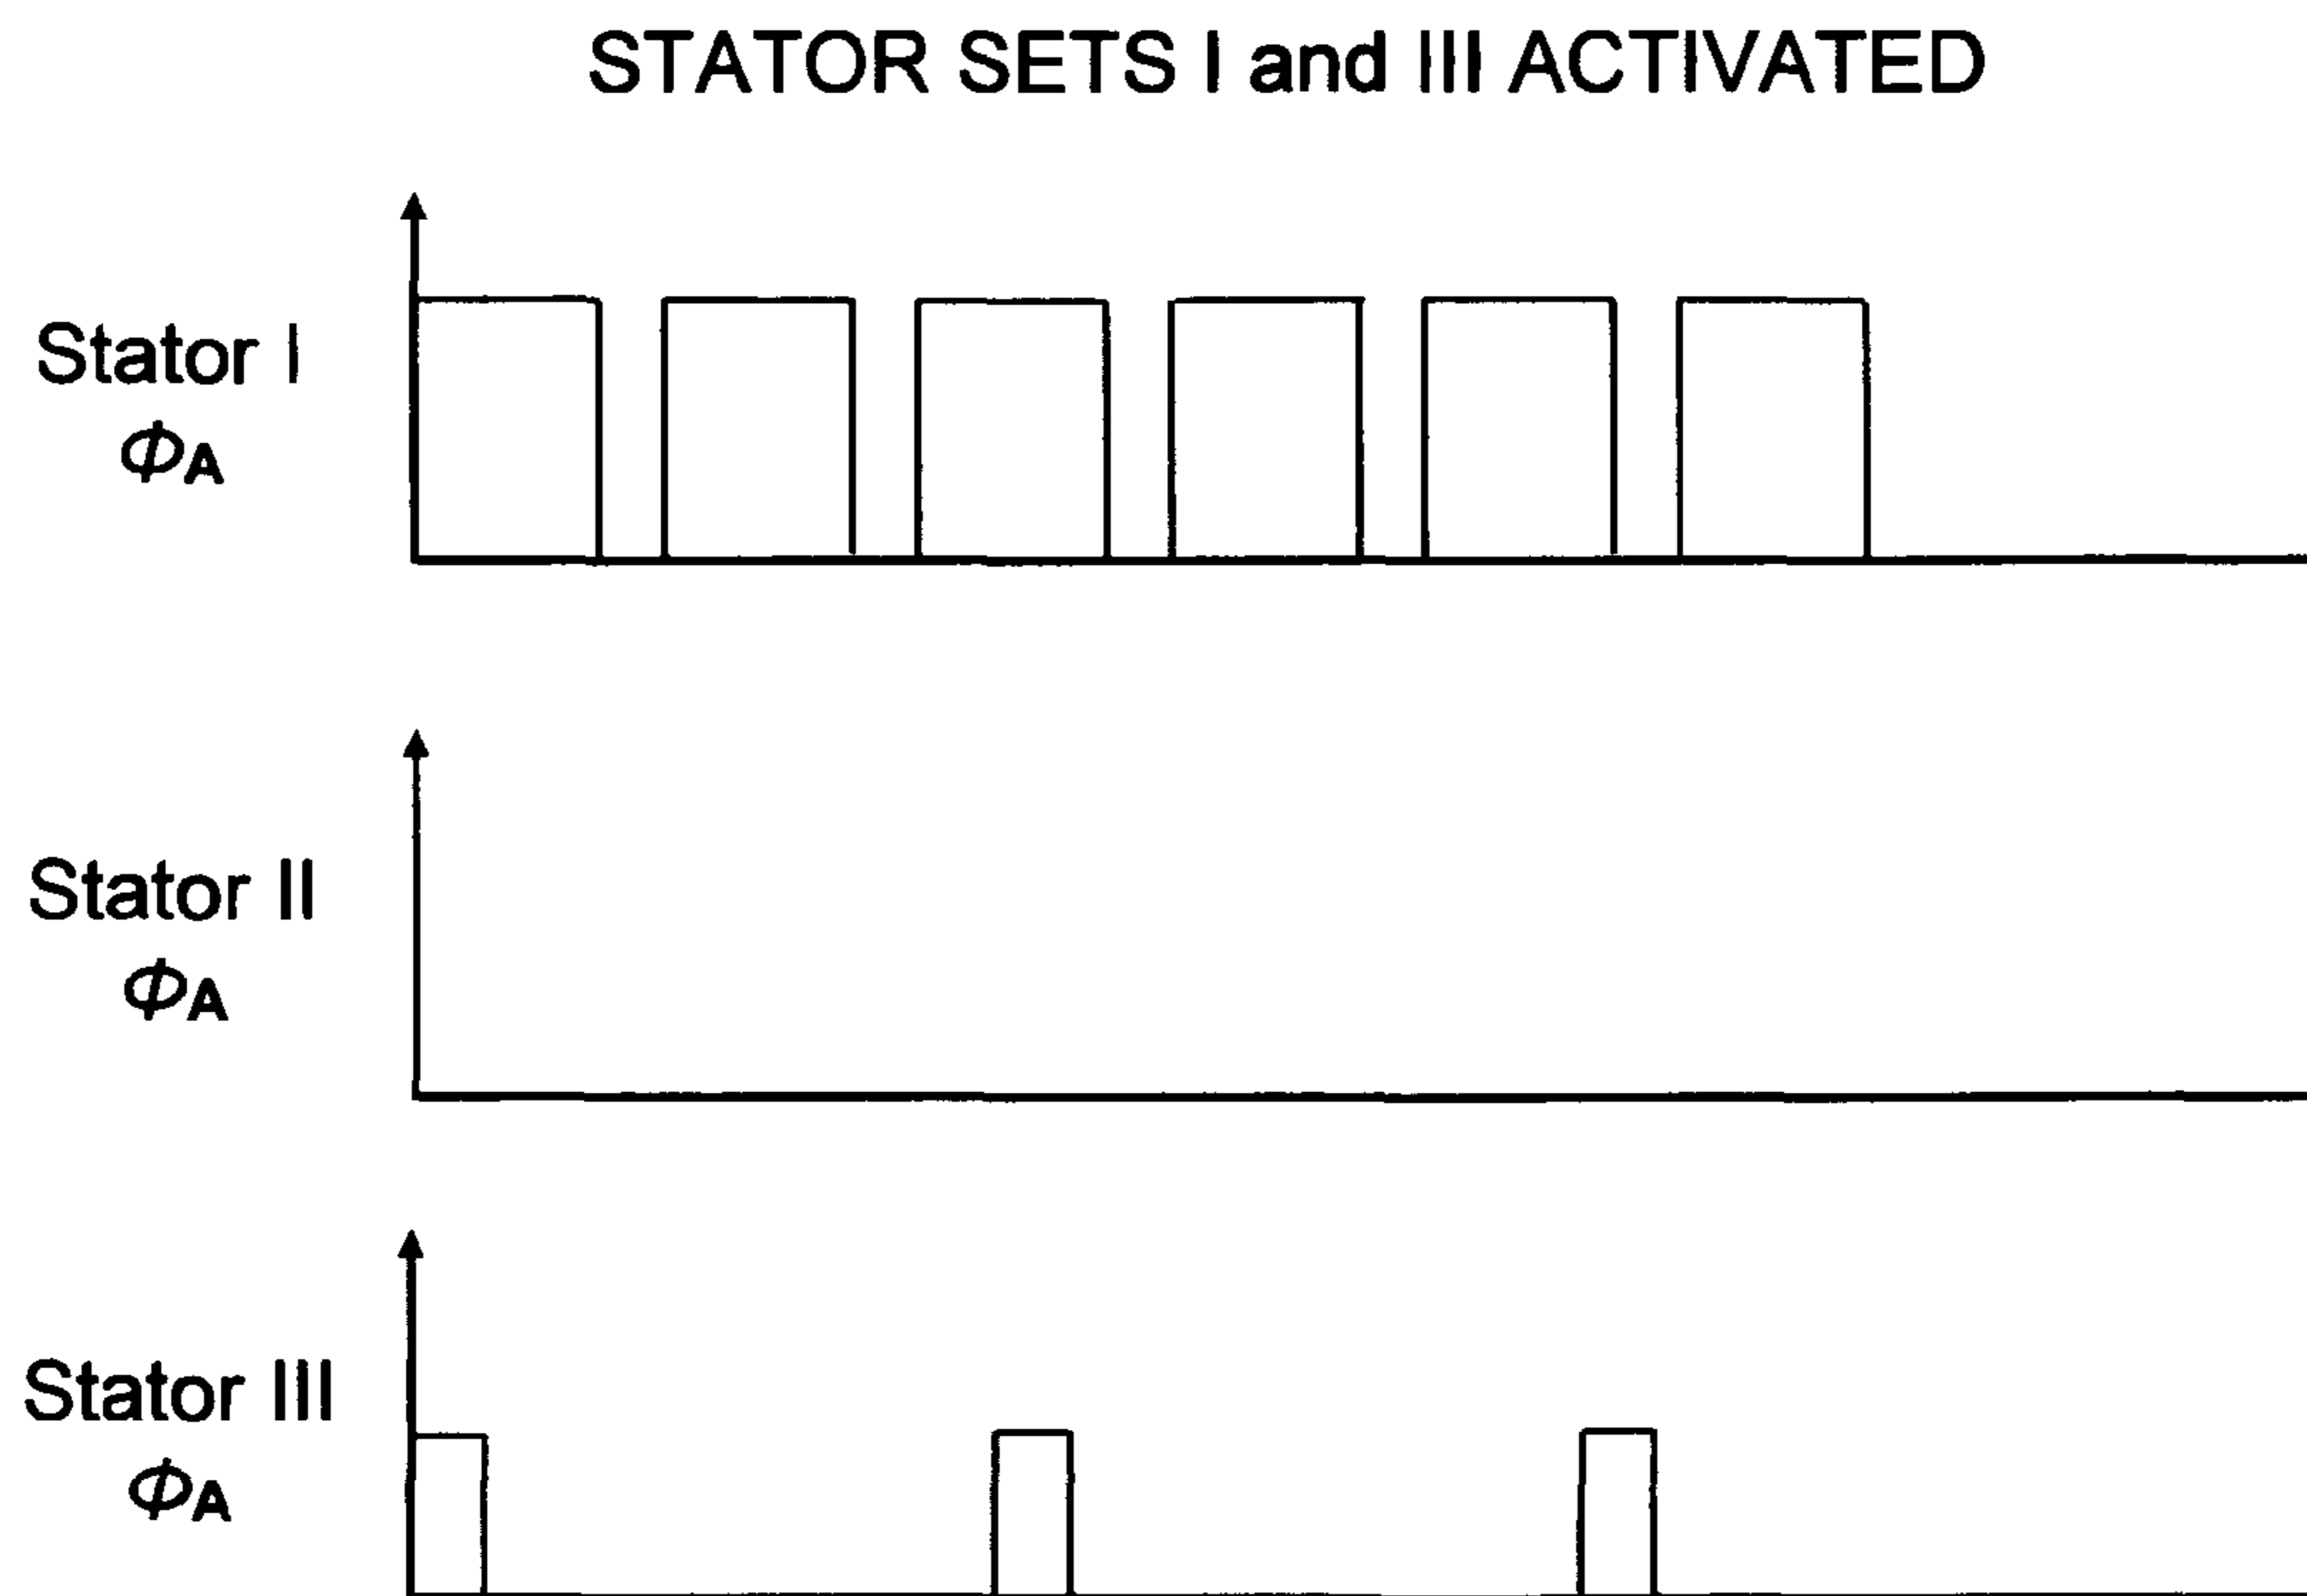 STATOR SETS I and III ACTIVATED
Stator I
ΦA
Stator II
ΦA
Stator III
ΦA